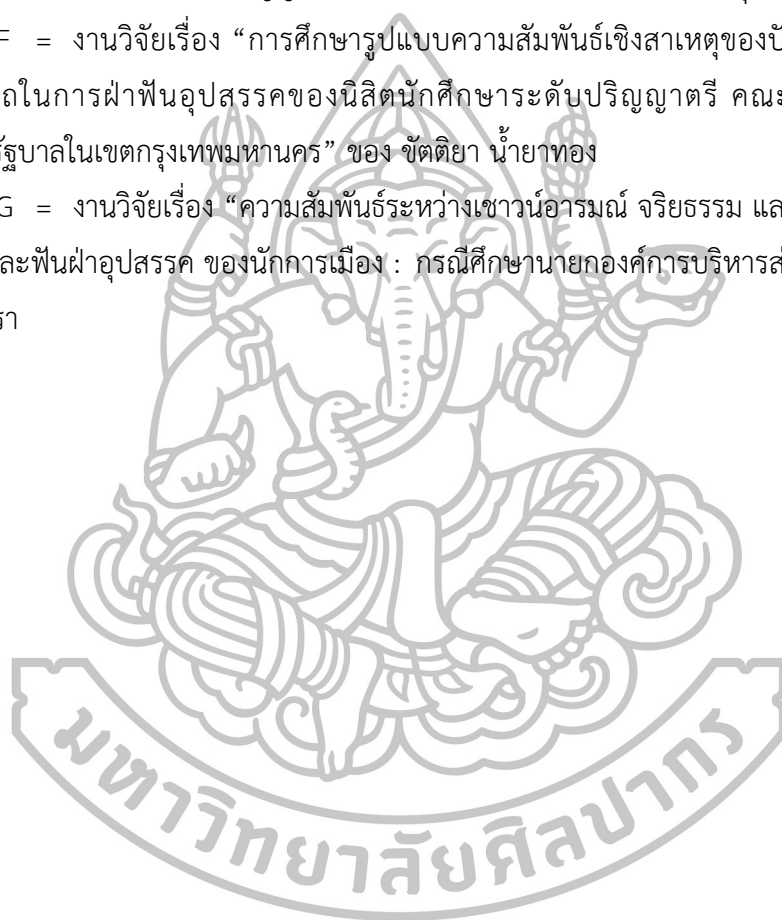 F = งานวิจัยเรื่อง “การศึกษารูปแบบความสัมพันธ์เชิงสาเหตุของ
ในการฝ่าฟันอุปสรรคของนิสิตนักศึกษาระดับปริญญาตรี คณะ
รัฐบาลในเขตกรุงเทพมหานคร” ของ ขัตติยา น้ำยาทอง
G = งานวิจัยเรื่อง “ความสัมพันธ์ระหว่างเชาวน์อารมณ์ จริยธรรม และ
และฟันฝ่าอุปสรรค ของนักการเมือง : กรณีศึกษานายกองค์การบริหาร
รา
มหาวิทยาลัยศิลปากร